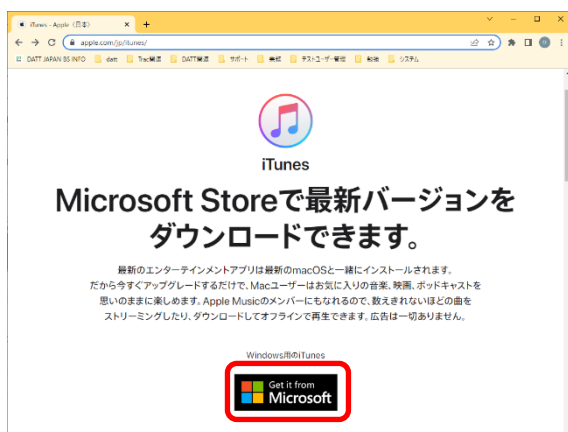 iTunes - Apple (日本)
apple.com/jp/itunes/
DATT JAPAN BS INFO datt Trac関連 DATT関連 サポート 業務 テストユーザー管理 勉強 システム
iTunes
Microsoft Storeで最新バージョンを
ダウンロードできます。
最新のエンターテインメントアプリは最新のmacOSと一緒にインストールされます。
だから今すぐアップグレードするだけで、Macユーザーはお気に入りの音楽、映画、ポッドキャストを
思いのままに楽しめます。Apple Musicのメンバーにもなれるので、数えきれないほどの曲を
ストリーミングしたり、ダウンロードしてオフラインで再生できます。広告は一切ありません。
Windows用のiTunes
Get it from
Microsoft